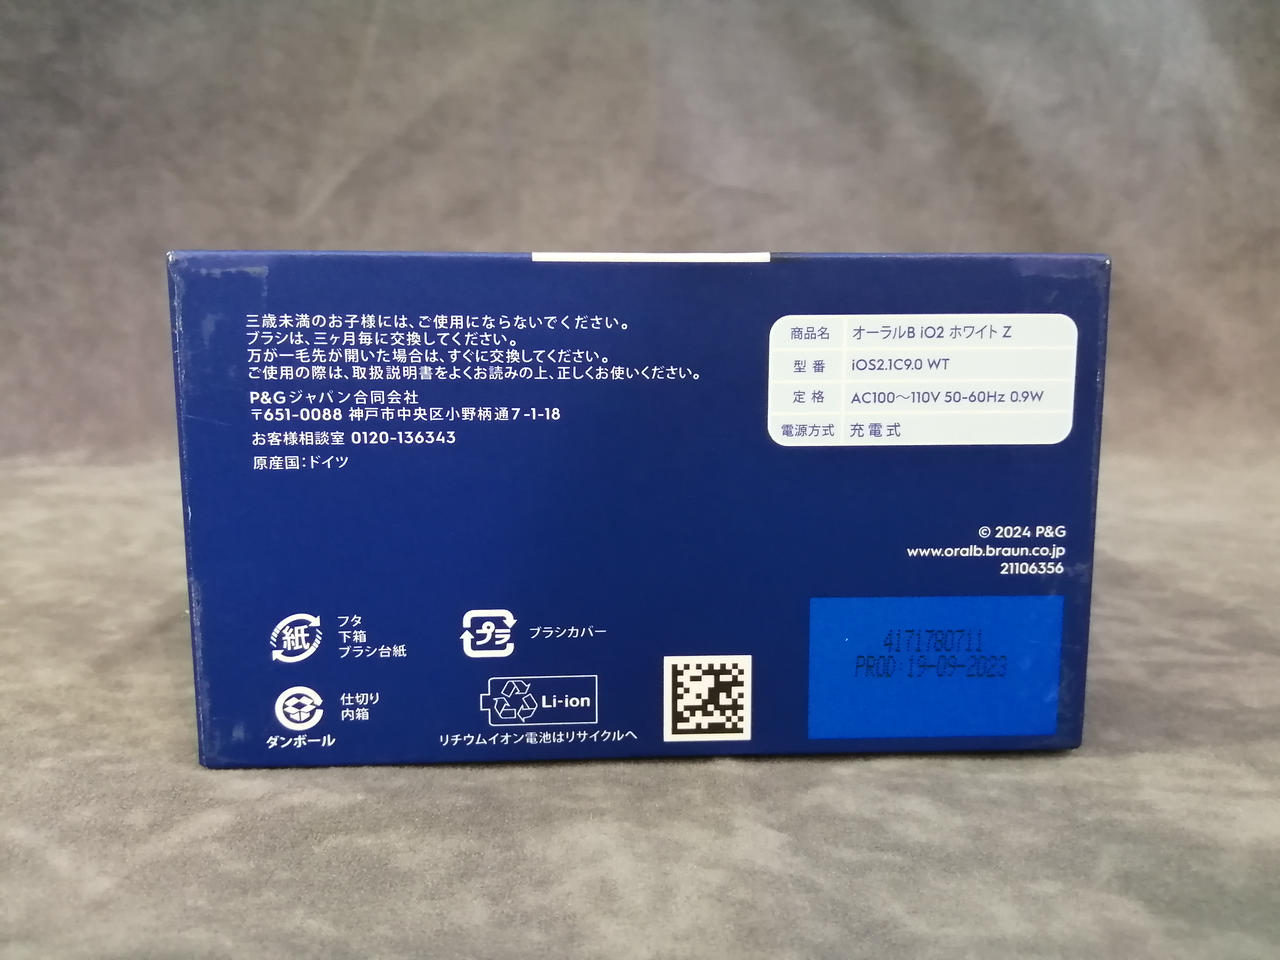 三歳未満のお子様には、ご使用にならないでください。
ブラシは、三ヶ月毎に交換してください。
万が一毛先が開いた場合は、すぐに交換してください。
ご使用の際は、取扱説明書をよくお読みの上、正しくお使いください。
P&Gジャパン合同会社
〒651-0088 神戸市中央区小野柄通7-1-18
お客様相談室 0120-136343
原産国:ドイツ
商品名 オーラルB iO2 ホワイト Z
型番 iOS2.1C9.0 WT
定格 AC100〜110V 50-60Hz 0.9W
電源方式 充電式
© 2024 P&G
www.oralb.braun.co.jp
21106356
紙
フタ
下箱
ブラシ台紙
プラ
ブラシカバー
仕切り
内箱
ダンボール
Li-ion
リチウムイオン電池はリサイクルへ
4171780711
PROD:19-09-2023